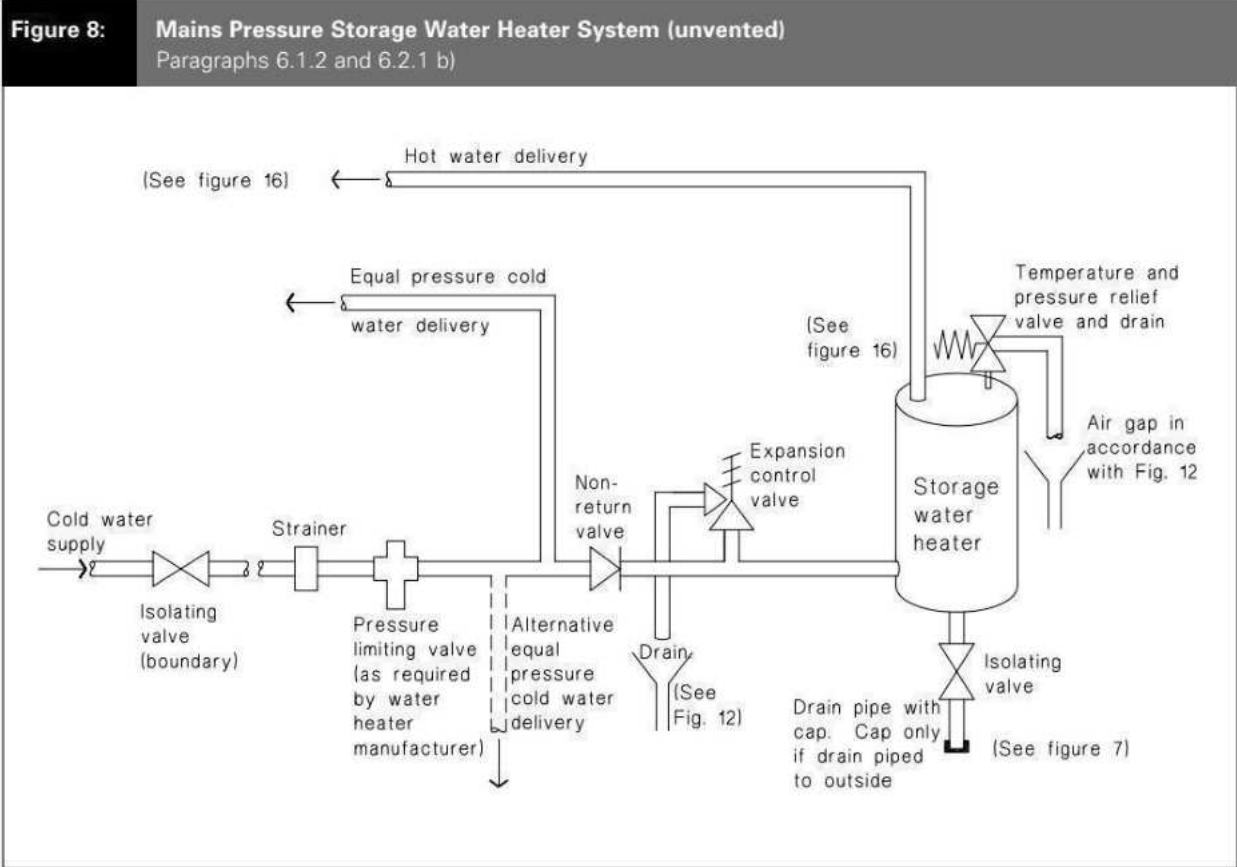 Figure 8:
Mains Pressure Storage Water Heater System (unvented)
Paragraphs 6.1.2 and 6.2.1 b)
Hot water delivery
(See figure 16)
Equal pressure cold
water delivery
Temperature and
pressure relief
valve and drain
(See
figure 16)
Air gap in
accordance
with Fig. 12
Expansion
control
valve
Non-
return
valve
Storage
water
heater
Cold water
supply
Strainer
Isolating
valve
(boundary)
Pressure
limiting valve
(as required
by water
heater
manufacturer)
Alternative
equal
pressure
cold water
delivery
Drain
(See
Fig. 12)
Isolating
valve
Drain pipe with
cap. Cap only
if drain piped
to outside
(See figure 7)